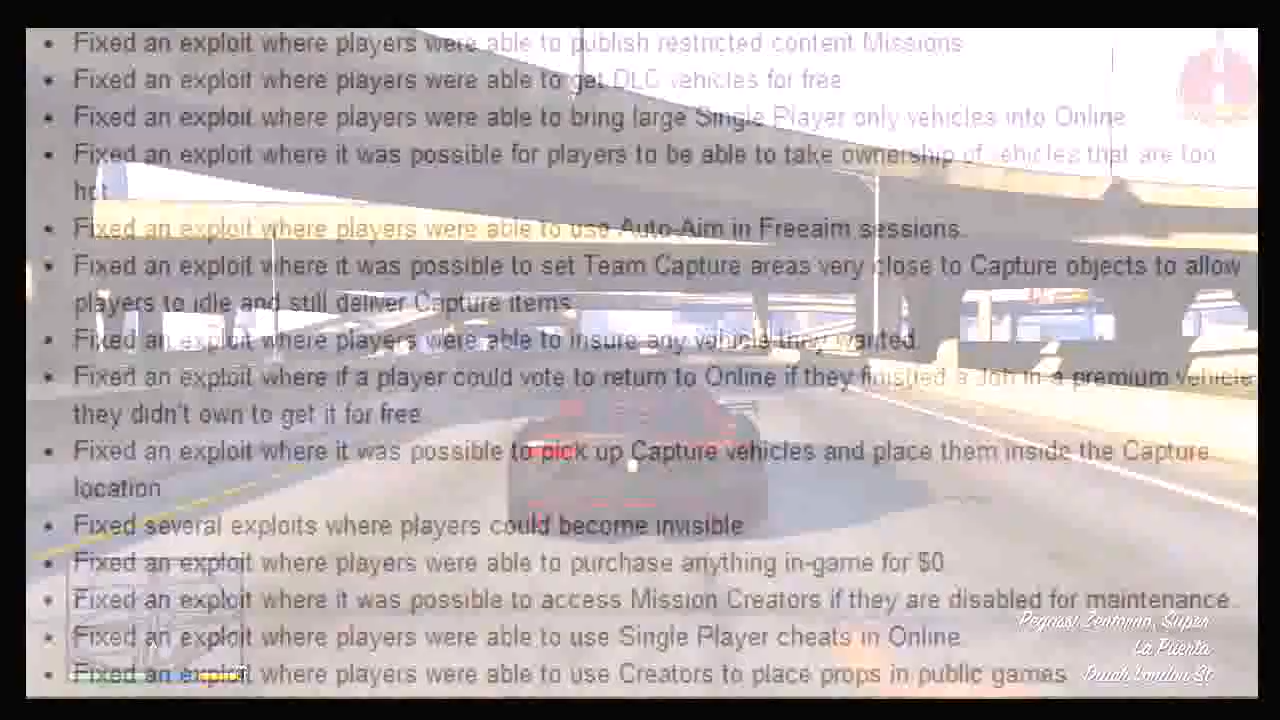 • Fixed an exploit where players were able to publish restricted content Missions
• Fixed an exploit where players were able to get DLC vehicles for free
• Fixed an exploit where players were able to bring large Single Player only vehicles into Online
• Fixed an exploit where it was possible for players to be able to take ownership of vehicles that are too
hot
• Fixed an exploit where players were able to use Auto-Aim in Freeaim sessions.
• Fixed an exploit where it was possible to set Team Capture areas very close to Capture objects to allow
players to idle and still deliver Capture items
• Fixed an exploit where players were able to insure any vehicle they wanted.
• Fixed an exploit where if a player could vote to return to Online if they finished a Job in a premium vehicle
they didn't own to get it for free
• Fixed an exploit where it was possible to pick up Capture vehicles and place them inside the Capture
location
• Fixed several exploits where players could become invisible
• Fixed an exploit where players were able to purchase anything in-game for $0
• Fixed an exploit where it was possible to access Mission Creators if they are disabled for maintenance.
• Fixed an exploit where players were able to use Single Player cheats in Online.
• Fixed an exploit where players were able to use Creators to place props in public games
Pegassi Zentorno, Super
La Puerta
Dutch London St